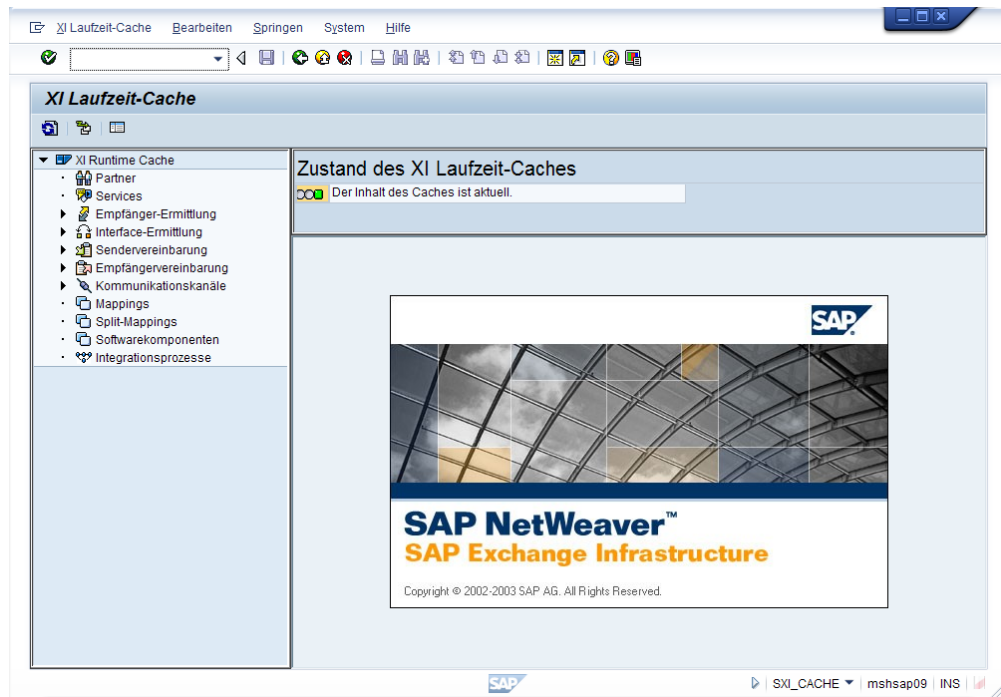 XI Laufzeit-Cache Bearbeiten Springen System Hilfe
XI Laufzeit-Cache
XI Runtime Cache
Partner
Services
Empfänger-Ermittlung
Interface-Ermittlung
Sendervereinbarung
Empfängervereinbarung
Kommunikationskanäle
Mappings
Split-Mappings
Softwarekomponenten
Integrationsprozesse
Zustand des XI Laufzeit-Caches
Der Inhalt des Caches ist aktuell.
SAP
SAP NetWeaver™
SAP Exchange Infrastructure
Copyright © 2002-2003 SAP AG. All Rights Reserved.
SAP
SXI_CACHE mshsap09 INS